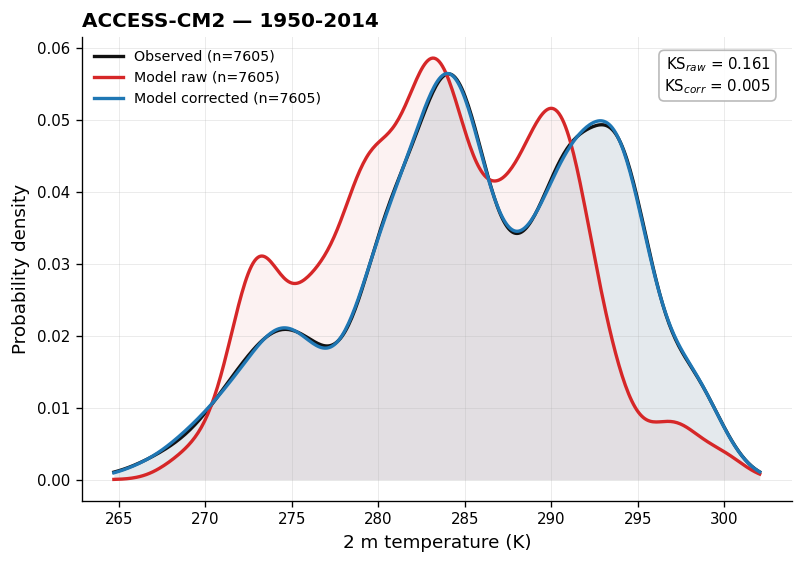 ACCESS-CM2 — 1950-2014
Observed (n=7605)
Model raw (n=7605)
Model corrected (n=7605)
KSraw = 0.161
KScorr = 0.005
Probability density
0.06
0.05
0.04
0.03
0.02
0.01
0.00
265 270 275 280 285 290 295 300
2 m temperature (K)